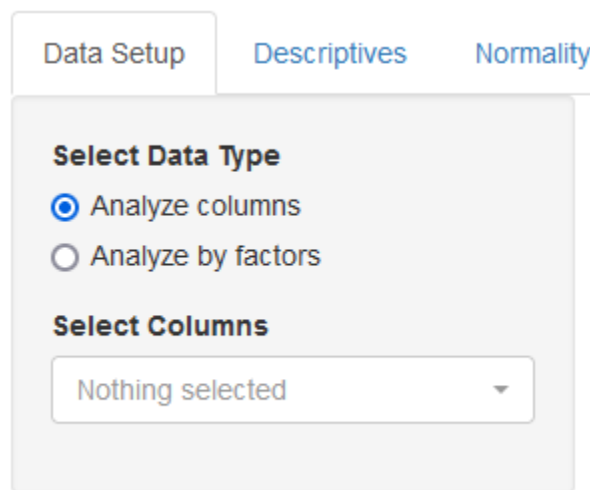 Data Setup Descriptives Normality
Select Data Type
Analyze columns
Analyze by factors
Select Columns
Nothing selected